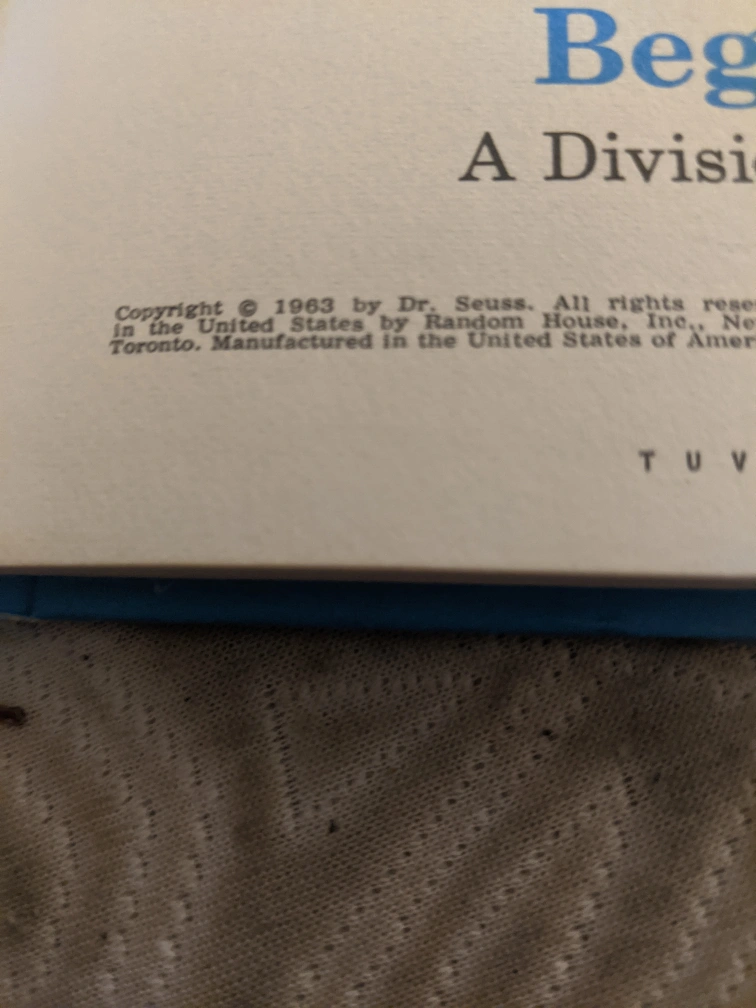 Beg
A Divisi
Copyright © 1963 by Dr. Seuss. All rights rese
in the United States by Random House, Inc., Ne
Toronto. Manufactured in the United States of Amer
T U V